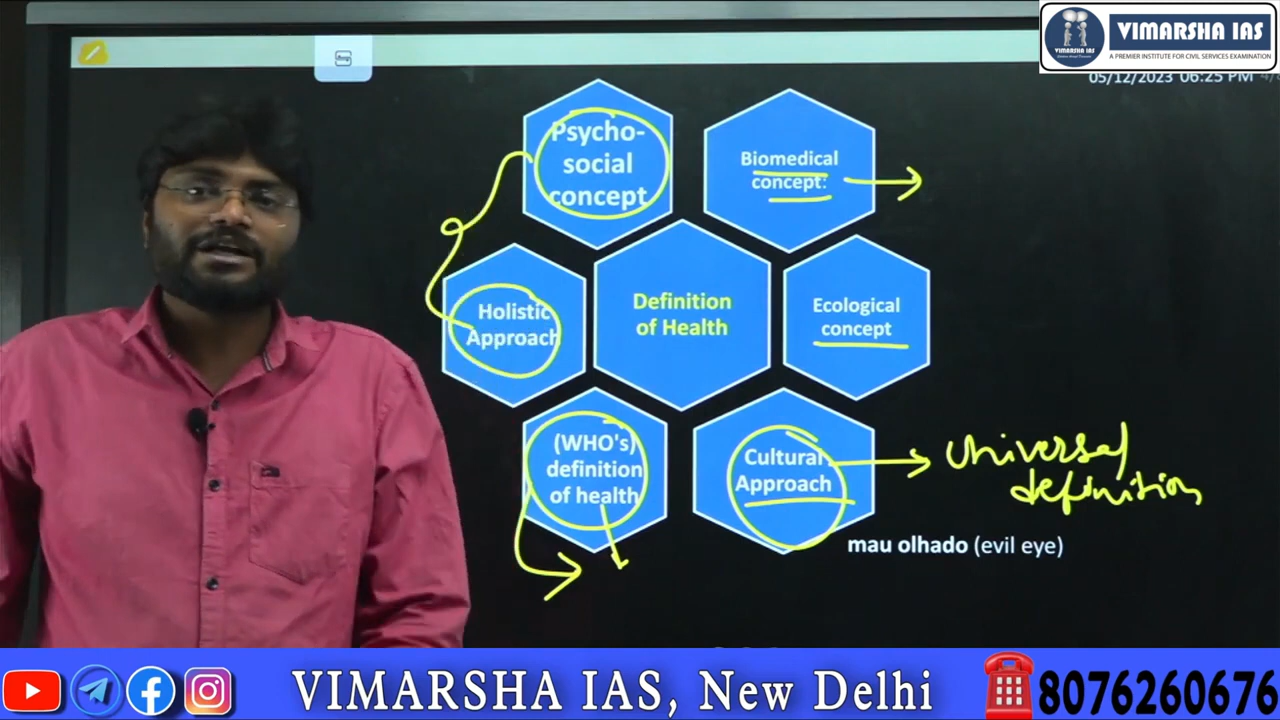 VIMARSHA IAS
A PREMIER INSTITUTE FOR CIVIL SERVICES EXAMINATION
VIMARSHA IAS
05/12/2023 06:25 PM
Psycho-
social
concept
Biomedical
concept:
Holistic
Approach
Definition
of Health
Ecological
concept
(WHO's)
definition
of health
Cultural
Approach
universal
definition
mau olhado (evil eye)
VIMARSHA IAS, New Delhi
8076260676